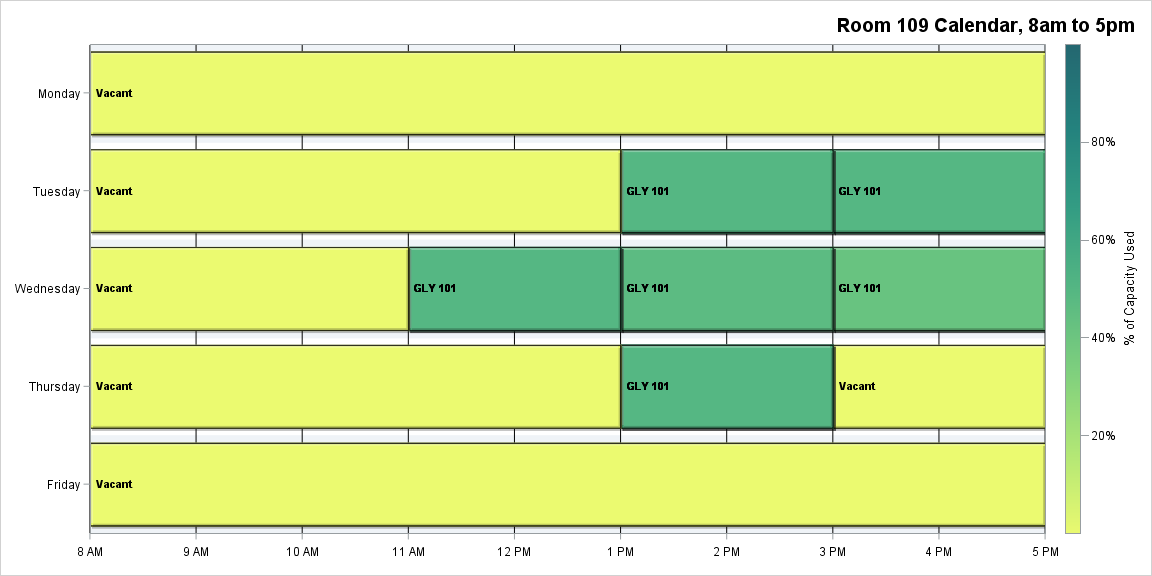 Room 109 Calendar, 8am to 5pm
Monday
Vacant
Tuesday
Vacant
GLY 101
GLY 101
Wednesday
Vacant
GLY 101
GLY 101
GLY 101
Thursday
Vacant
GLY 101
Vacant
Friday
Vacant
8 AM
9 AM
10 AM
11 AM
12 PM
1 PM
2 PM
3 PM
4 PM
5 PM
80%
60%
40%
20%
% of Capacity Used